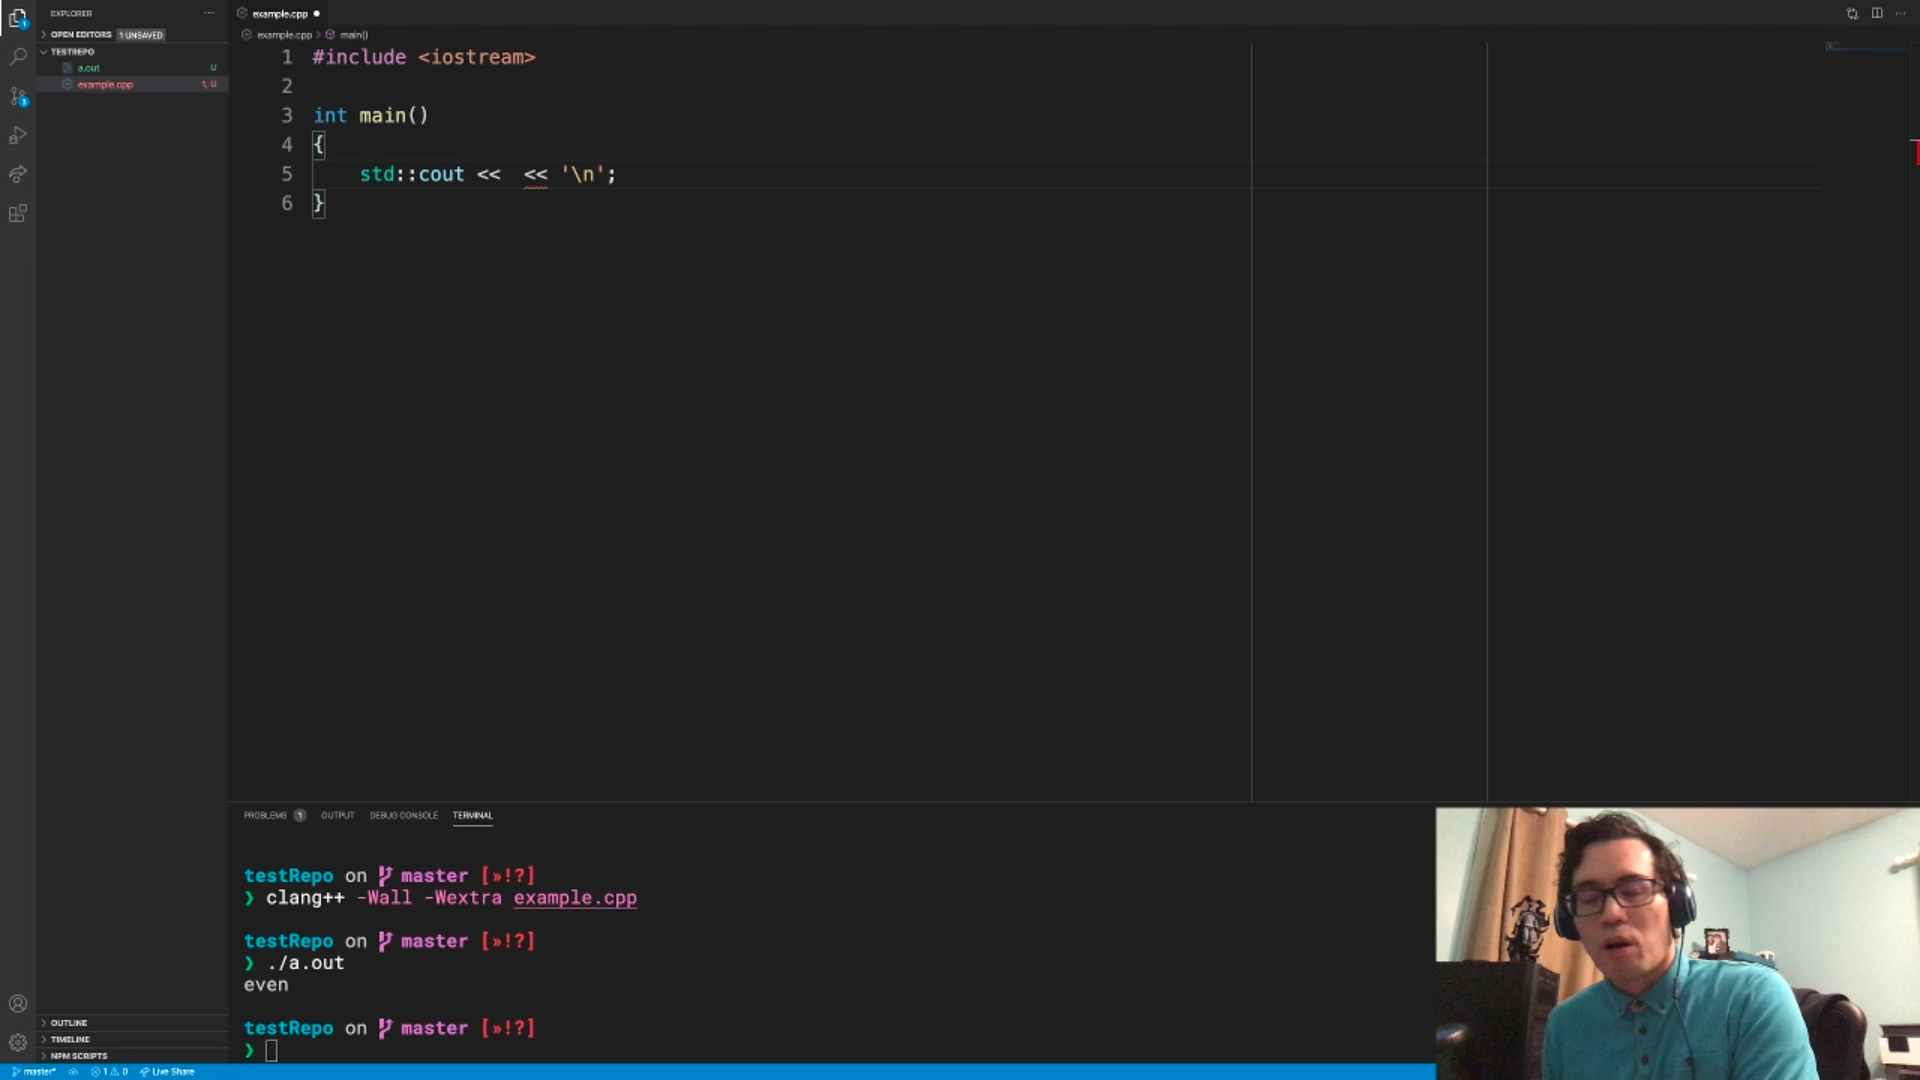 EXPLORER
OPEN EDITORS 1 UNSAVED
TESTREPO
a.out U
example.cpp 1, U
example.cpp
example.cpp > main()
1 #include <iostream>
2
3 int main()
4 {
5 std::cout <<  << '\n';
6 }
PROBLEMS 1 OUTPUT DEBUG CONSOLE TERMINAL
testRepo on master [»!?]
❯ clang++ -Wall -Wextra example.cpp
testRepo on master [»!?]
❯ ./a.out
even
testRepo on master [»!?]
❯
OUTLINE
TIMELINE
NPM SCRIPTS
master* 1 0 Live Share